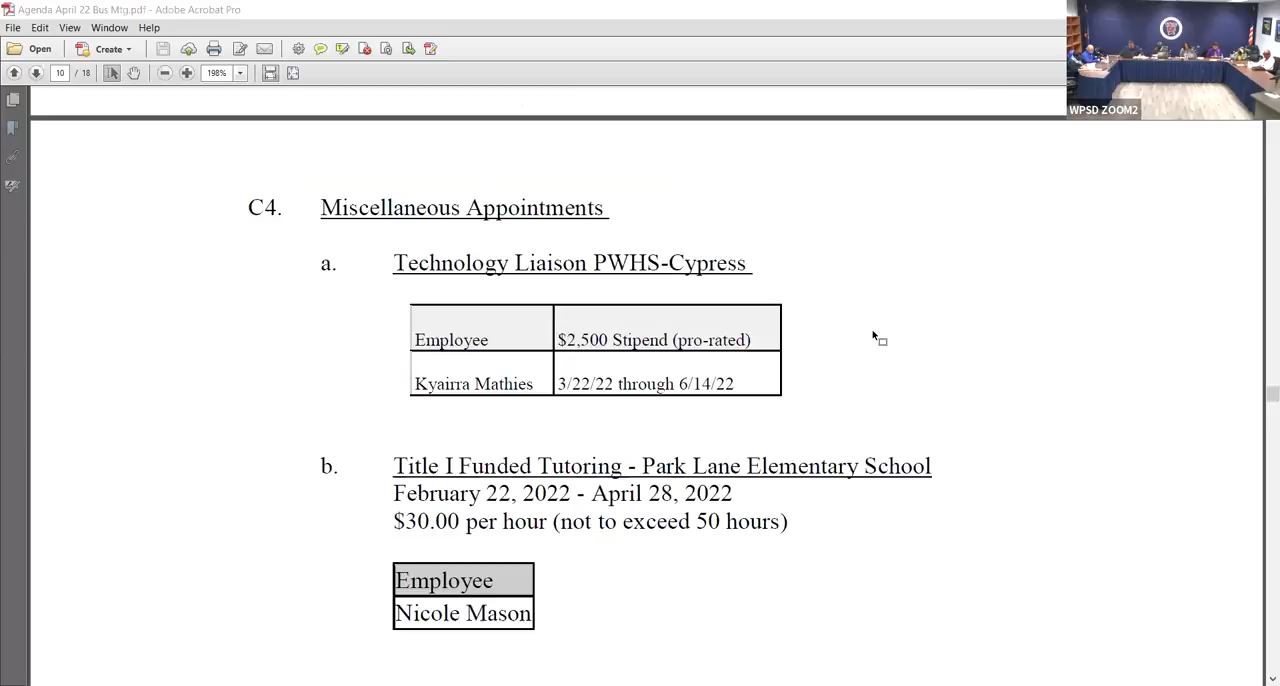 Agenda April 22 Bus Mtg.pdf - Adobe Acrobat Pro
File Edit View Window Help
Open Create
10 / 18 198%
WPSD ZOOM2
C4. Miscellaneous Appointments
a. Technology Liaison PWHS-Cypress
Employee $2,500 Stipend (pro-rated)
Kyairra Mathies 3/22/22 through 6/14/22
b. Title I Funded Tutoring - Park Lane Elementary School
February 22, 2022 - April 28, 2022
$30.00 per hour (not to exceed 50 hours)
Employee
Nicole Mason